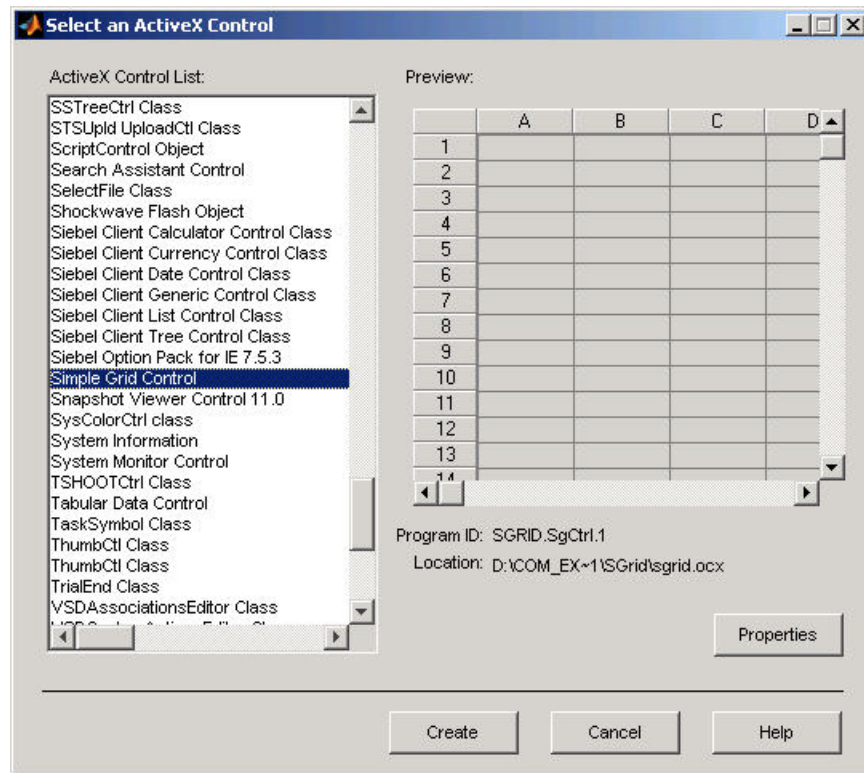 Select an ActiveX Control
ActiveX Control List:
SSTreeCtrl Class
STSUpld UploadCtl Class
ScriptControl Object
Search Assistant Control
SelectFile Class
Shockwave Flash Object
Siebel Client Calculator Control Class
Siebel Client Currency Control Class
Siebel Client Date Control Class
Siebel Client Generic Control Class
Siebel Client List Control Class
Siebel Client Tree Control Class
Siebel Option Pack for IE 7.5.3
Simple Grid Control
Snapshot Viewer Control 11.0
SysColorCtrl class
System Information
System Monitor Control
TSHOOTCtrl Class
Tabular Data Control
TaskSymbol Class
ThumbCtl Class
ThumbCtl Class
TrialEnd Class
VSDAssociationsEditor Class
Preview:
A B C D
1
2
3
4
5
6
7
8
9
10
11
12
13
14
Program ID: SGRID.SgCtrl.1
Location: D:\COM_EX~1\SGrid\sgrid.ocx
Properties
Create Cancel Help